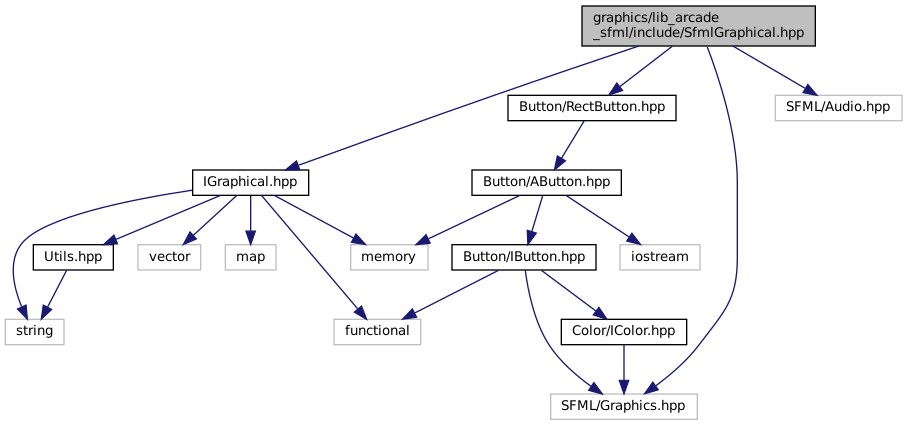 graphics/lib_arcade
_sfml/include/SfmlGraphical.hpp
Button/RectButton.hpp
SFML/Audio.hpp
IGraphical.hpp
Button/AButton.hpp
Utils.hpp
vector
map
memory
Button/IButton.hpp
iostream
string
functional
Color/IColor.hpp
SFML/Graphics.hpp